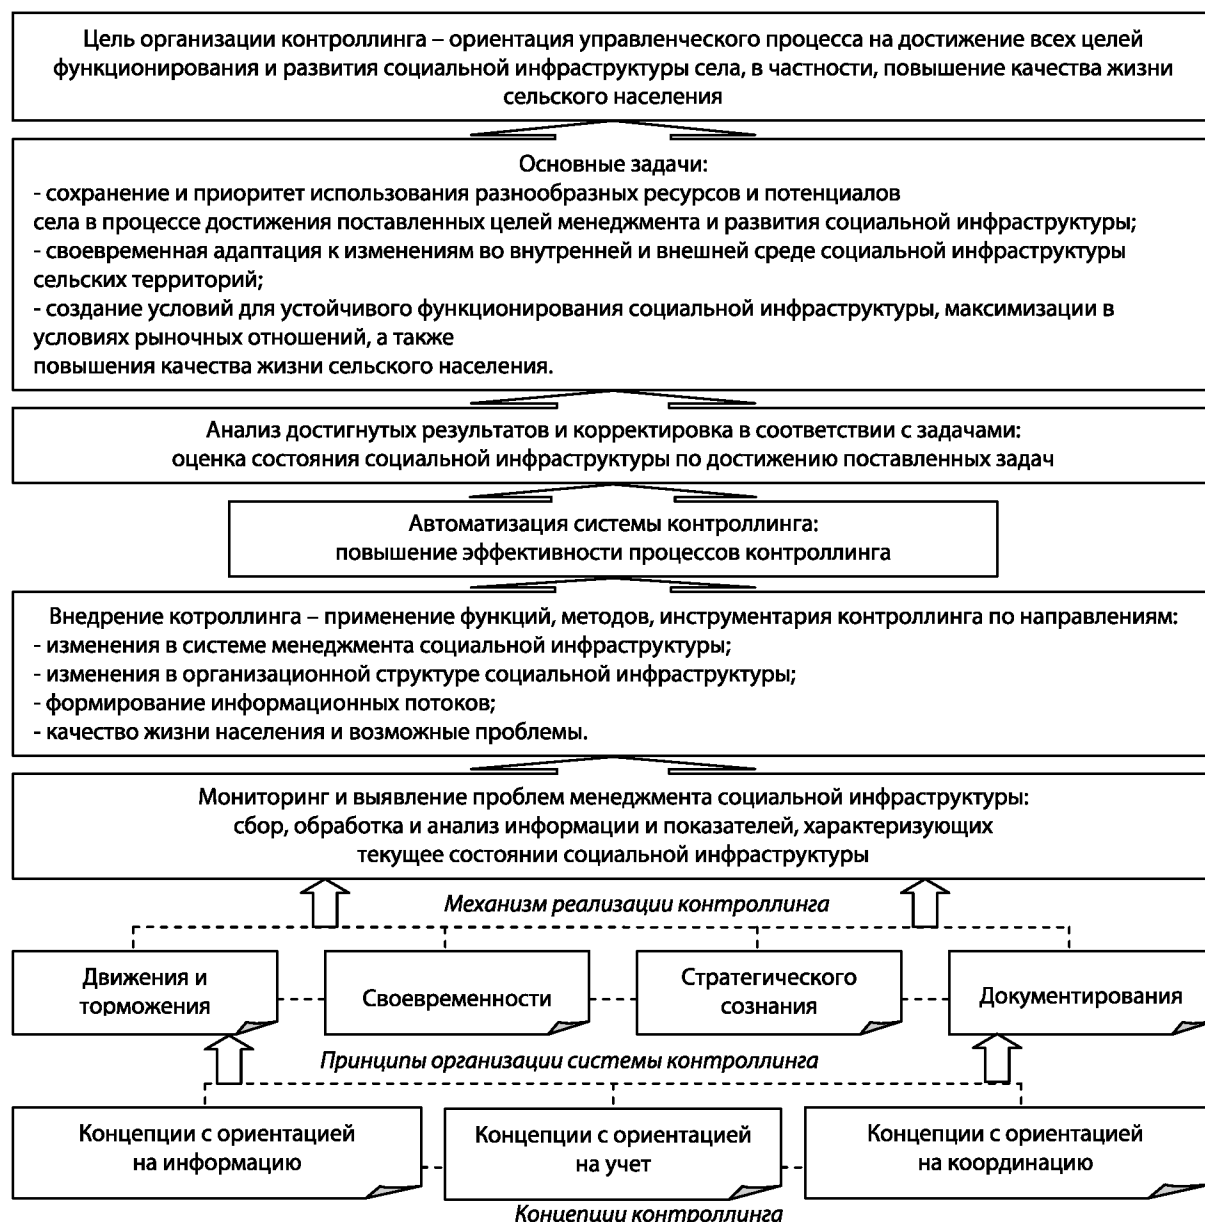 Цель организации контроллинга – ориентация управленческого процесса на достижение всех целей
функционирования и развития социальной инфраструктуры села, в частности, повышение качества жизни
сельского населения
Основные задачи:
- сохранение и приоритет использования разнообразных ресурсов и потенциалов
села в процессе достижения поставленных целей менеджмента и развития социальной инфраструктуры;
- своевременная адаптация к изменениям во внутренней и внешней среде социальной инфраструктуры
сельских территорий;
- создание условий для устойчивого функционирования социальной инфраструктуры, максимизации в
условиях рыночных отношений, а также
повышения качества жизни сельского населения.
Анализ достигнутых результатов и корректировка в соответствии с задачами:
оценка состояния социальной инфраструктуры по достижению поставленных задач
Автоматизация системы контроллинга:
повышение эффективности процессов контроллинга
Внедрение котроллинга – применение функций, методов, инструментария контроллинга по направлениям:
- изменения в системе менеджмента социальной инфраструктуры;
- изменения в организационной структуре социальной инфраструктуры;
- формирование информационных потоков;
- качество жизни населения и возможные проблемы.
Мониторинг и выявление проблем менеджмента социальной инфраструктуры:
сбор, обработка и анализ информации и показателей, характеризующих
текущее состоянии социальной инфраструктуры
Механизм реализации контроллинга
Движения и
торможения
Своевременности
Стратегического
сознания
Документирования
Принципы организации системы контроллинга
Концепции с ориентацией
на информацию
Концепции с ориентацией
на учет
Концепции с ориентацией
на координацию
Концепции контроллинга